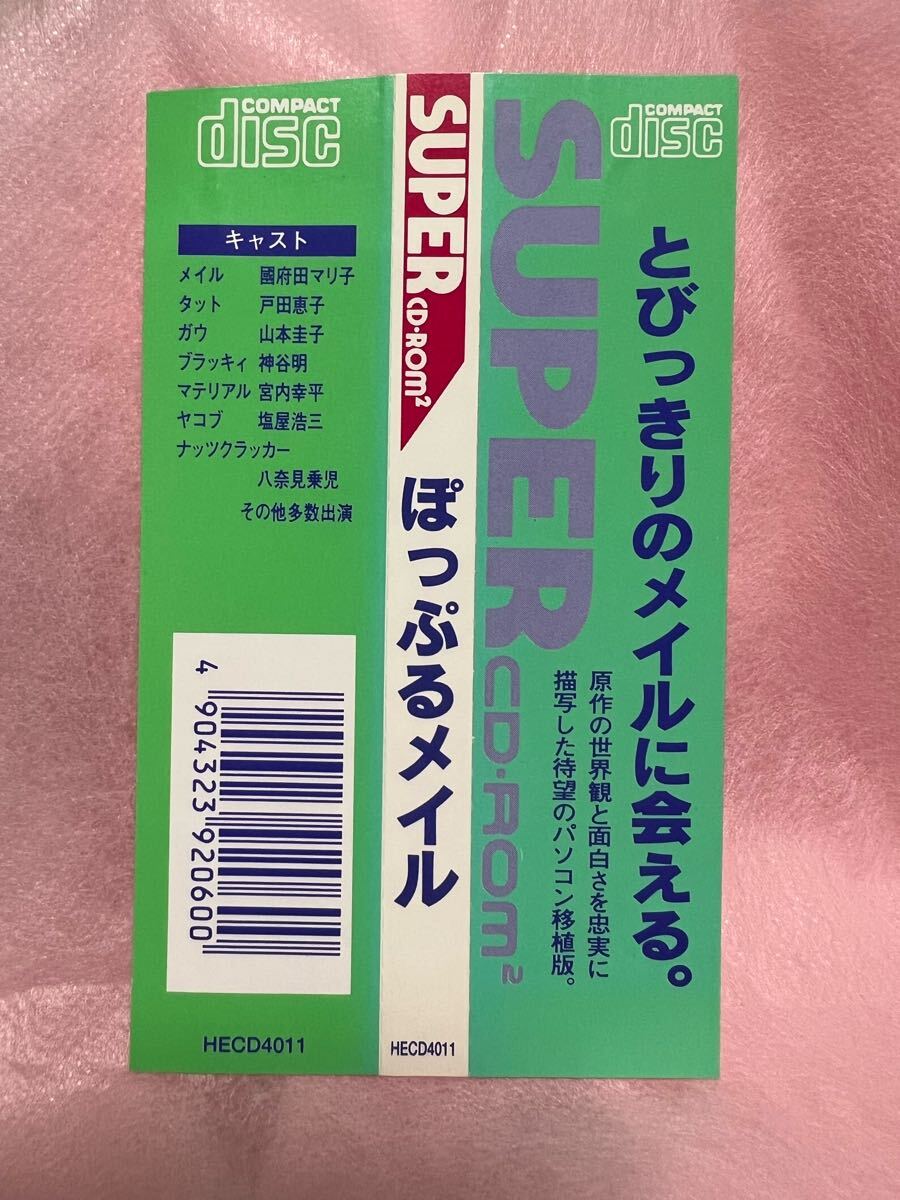 COMPACT
disc
キャスト
メイル 國府田マリ子
タット 戸田恵子
ガウ 山本圭子
ブラッキィ 神谷明
マテリアル 宮内幸平
ヤコブ 塩屋浩三
ナッツクラッカー
八奈見乗児
その他多数出演
4 904323 920600
HECD4011
SUPER CD・ROM²
ぽっぷるメイル
HECD4011
SUPER CD・ROM²
COMPACT
disc
とびっきりのメイルに会える。
原作の世界観と面白さを忠実に
描写した待望のパソコン移植版。